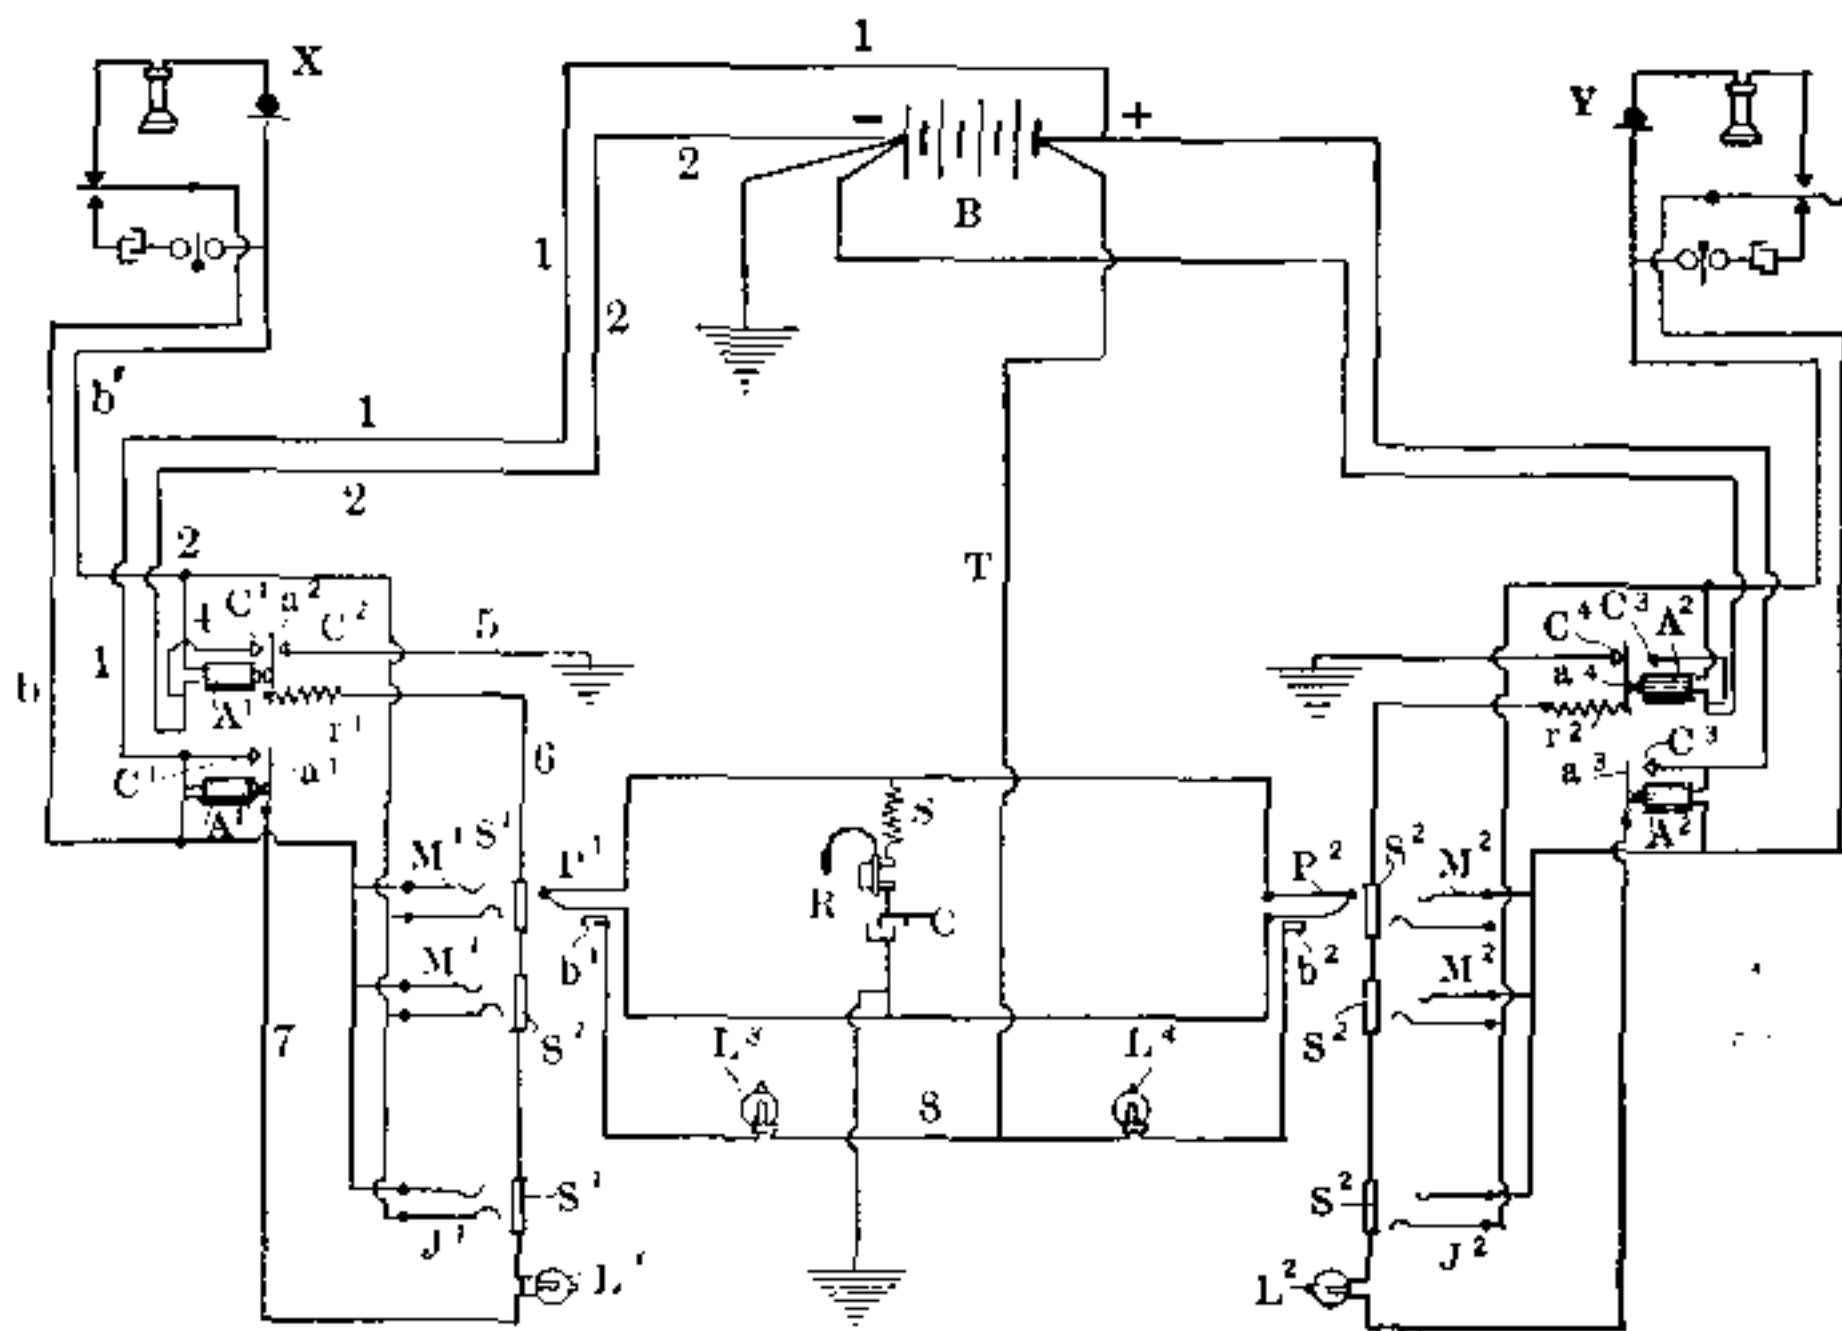 1
X
Y
− +
2
B
1
2
b'
1
2
2
T
4 C¹ a² C² 5
C⁴ C³ A²
b 1
a⁴
A¹ r¹
r² C³
6
C¹ a¹
a³
A¹ S
A²
M¹ S¹ P¹
P² S² M²
R C
M¹ b¹
b² M²
7 S¹ L³ L⁴ S²
8
S¹ S²
J¹ J²
L¹ L²